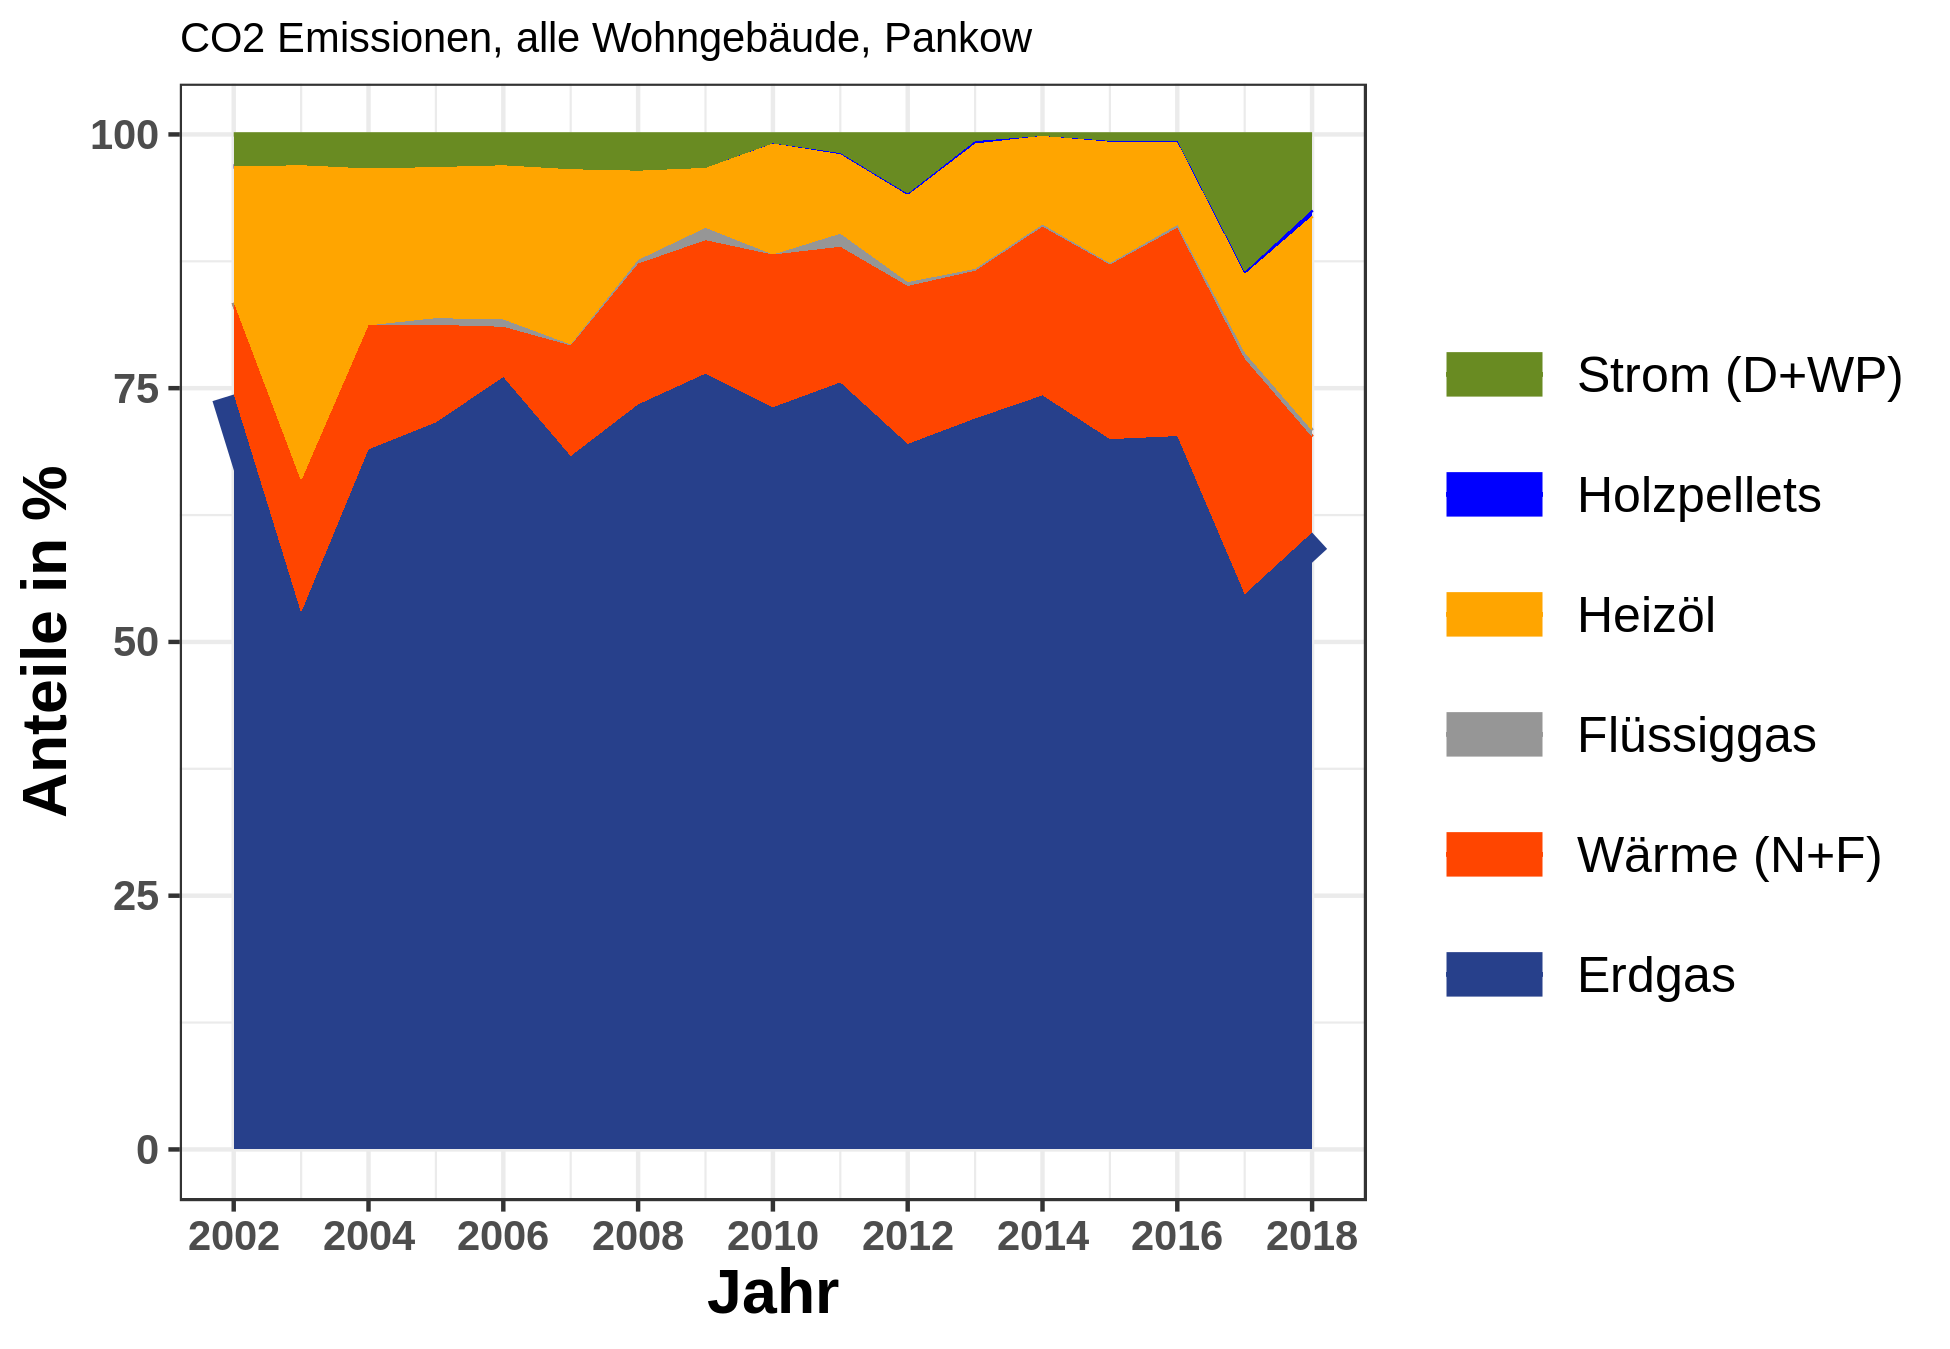 CO2 Emissionen, alle Wohngebäude, Pankow
Anteile in %
100
75
50
25
0
2002 2004 2006 2008 2010 2012 2014 2016 2018
Jahr
Strom (D+WP)
Holzpellets
Heizöl
Flüssiggas
Wärme (N+F)
Erdgas